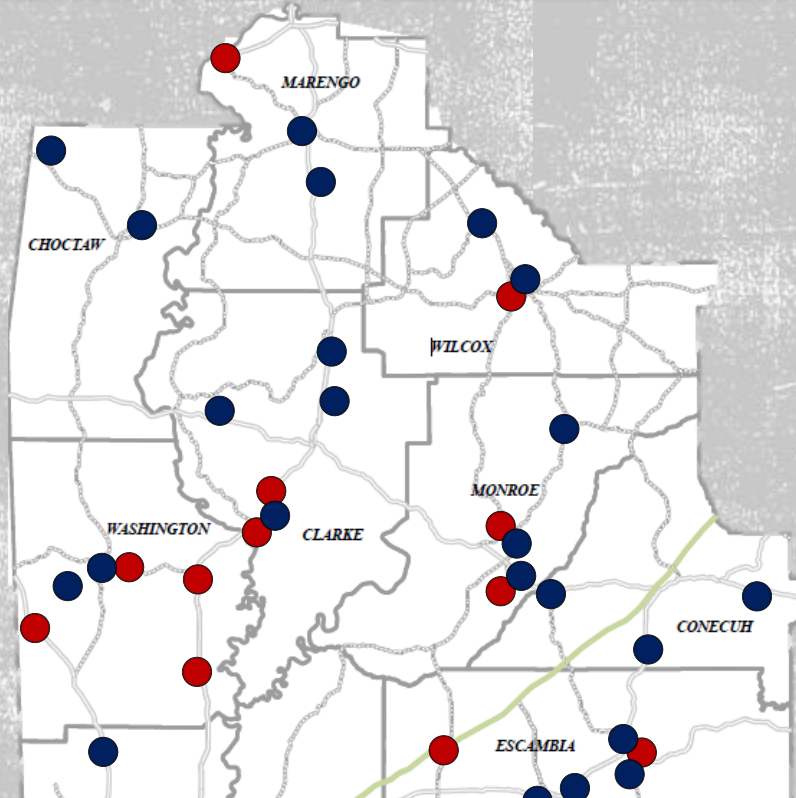 MARENGO
CHOCTAW
WILCOX
MONROE
WASHINGTON
CLARKE
CONECUH
ESCAMBIA